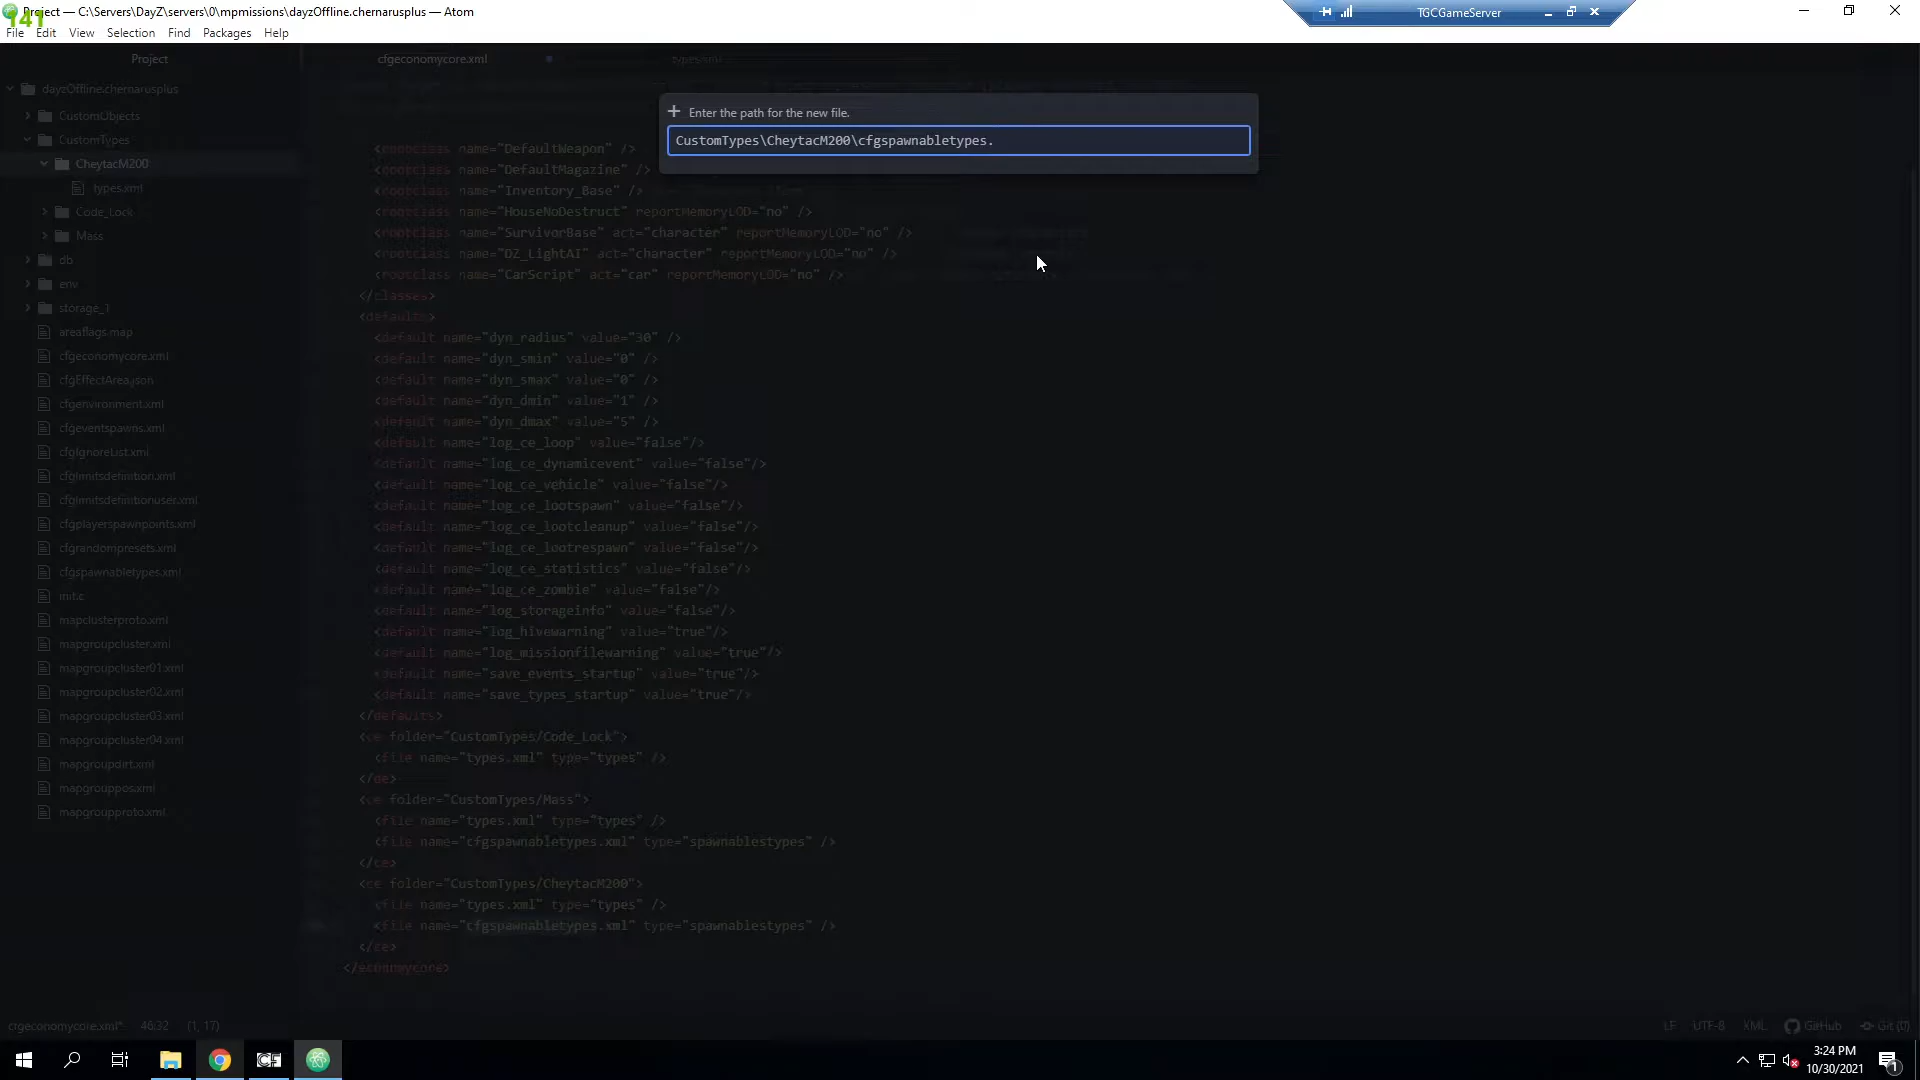 Project — C:\Servers\DayZ\servers\0\mpmissions\dayzOffline.chernarusplus — Atom
141
TGCGameServer
File Edit View Selection Find Packages Help
Project
cfgeconomycore.xml
types.xml
dayzOffline.chernarusplus
CustomObjects
CustomTypes
CheytacM200
types.xml
Code_Lock
Mass
db
env
storage_1
areaflags.map
cfgeconomycore.xml
cfgEffectArea.json
cfgenvironment.xml
cfgeventspawns.xml
cfgIgnoreList.xml
cfglimitsdefinition.xml
cfglimitsdefinitionuser.xml
cfgplayerspawnpoints.xml
cfgrandompresets.xml
cfgspawnabletypes.xml
init.c
mapclusterproto.xml
mapgroupcluster.xml
mapgroupcluster01.xml
mapgroupcluster02.xml
mapgroupcluster03.xml
mapgroupcluster04.xml
mapgroupdirt.xml
mapgrouppos.xml
mapgroupproto.xml
Enter the path for the new file.
CustomTypes\CheytacM200\cfgspawnabletypes.
<rootclass name="DefaultWeapon" />
<rootclass name="DefaultMagazine" />
<rootclass name="Inventory_Base" />
<rootclass name="HouseNoDestruct" reportMemoryLOD="no" />
<rootclass name="SurvivorBase" act="character" reportMemoryLOD="no" />
<rootclass name="DZ_LightAI" act="character" reportMemoryLOD="no" />
<rootclass name="CarScript" act="car" reportMemoryLOD="no" />
</classes>
<defaults>
<default name="dyn_radius" value="30" />
<default name="dyn_smin" value="0" />
<default name="dyn_smax" value="0" />
<default name="dyn_dmin" value="1" />
<default name="dyn_dmax" value="5" />
<default name="log_ce_loop" value="false"/>
<default name="log_ce_dynamicevent" value="false"/>
<default name="log_ce_vehicle" value="false"/>
<default name="log_ce_lootspawn" value="false"/>
<default name="log_ce_lootcleanup" value="false"/>
<default name="log_ce_lootrespawn" value="false"/>
<default name="log_ce_statistics" value="false"/>
<default name="log_ce_zombie" value="false"/>
<default name="log_storageinfo" value="false"/>
<default name="log_hivewarning" value="true"/>
<default name="log_missionfilewarning" value="true"/>
<default name="save_events_startup" value="true"/>
<default name="save_types_startup" value="true"/>
</defaults>
<ce folder="CustomTypes/Code_Lock">
<file name="types.xml" type="types" />
</ce>
<ce folder="CustomTypes/Mass">
<file name="types.xml" type="types" />
<file name="cfgspawnabletypes.xml" type="spawnablestypes" />
</ce>
<ce folder="CustomTypes/CheytacM200">
<file name="types.xml" type="types" />
<file name="cfgspawnabletypes.xml" type="spawnablestypes" />
</ce>
</economycore>
cfgeconomycore.xml* 46:32 (1, 17)
LF UTF-8 XML GitHub Git (0)
CF
3:24 PM
10/30/2021
1